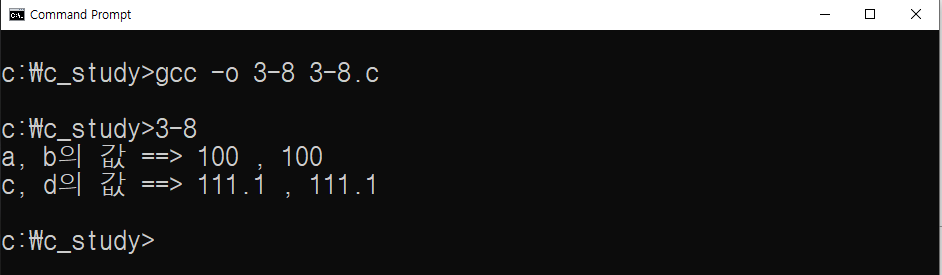 Command Prompt
c:₩c_study>gcc -o 3-8 3-8.c
c:₩c_study>3-8
a, b의 값 ==> 100 , 100
c, d의 값 ==> 111.1 , 111.1
c:₩c_study>